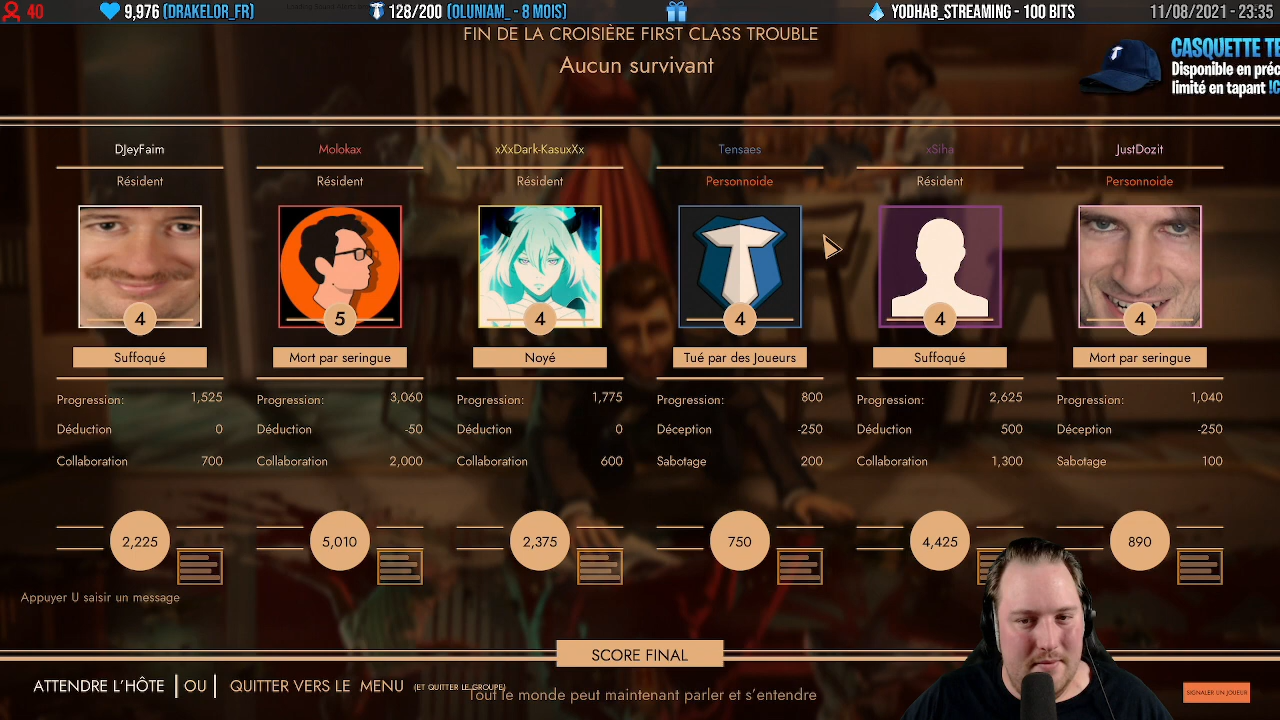 40
9,976 (DRAKELOR_FR)
128/200 (OLUNIAM_ - 8 MOIS)
YODHAB_STREAMING - 100 BITS
11/08/2021 - 23:35
FIN DE LA CROISIÈRE FIRST CLASS TROUBLE
Aucun survivant
CASQUETTE TE
Disponible en préc
limité en tapant !C
DJeyFaim Molokax xXxDark-KasuxXx Tensaes xSiha JustDozit
Résident Résident Résident Personnoide Résident Personnoide
4 5 4 4 4 4
Suffoqué Mort par seringue Noyé Tué par des Joueurs Suffoqué Mort par seringue
Progression: 1,525 Progression: 3,060 Progression: 1,775 Progression: 800 Progression: 2,625 Progression: 1,040
Déduction 0 Déduction -50 Déduction 0 Déception -250 Déduction 500 Déception -250
Collaboration 700 Collaboration 2,000 Collaboration 600 Sabotage 200 Collaboration 1,300 Sabotage 100
2,225 5,010 2,375 750 4,425 890
Appuyer U saisir un message
SCORE FINAL
ATTENDRE L'HÔTE | OU | QUITTER VERS LE MENU (ET QUITTER LE GROUPE)
Tout le monde peut maintenant parler et s'entendre
SIGNALER UN JOUEUR